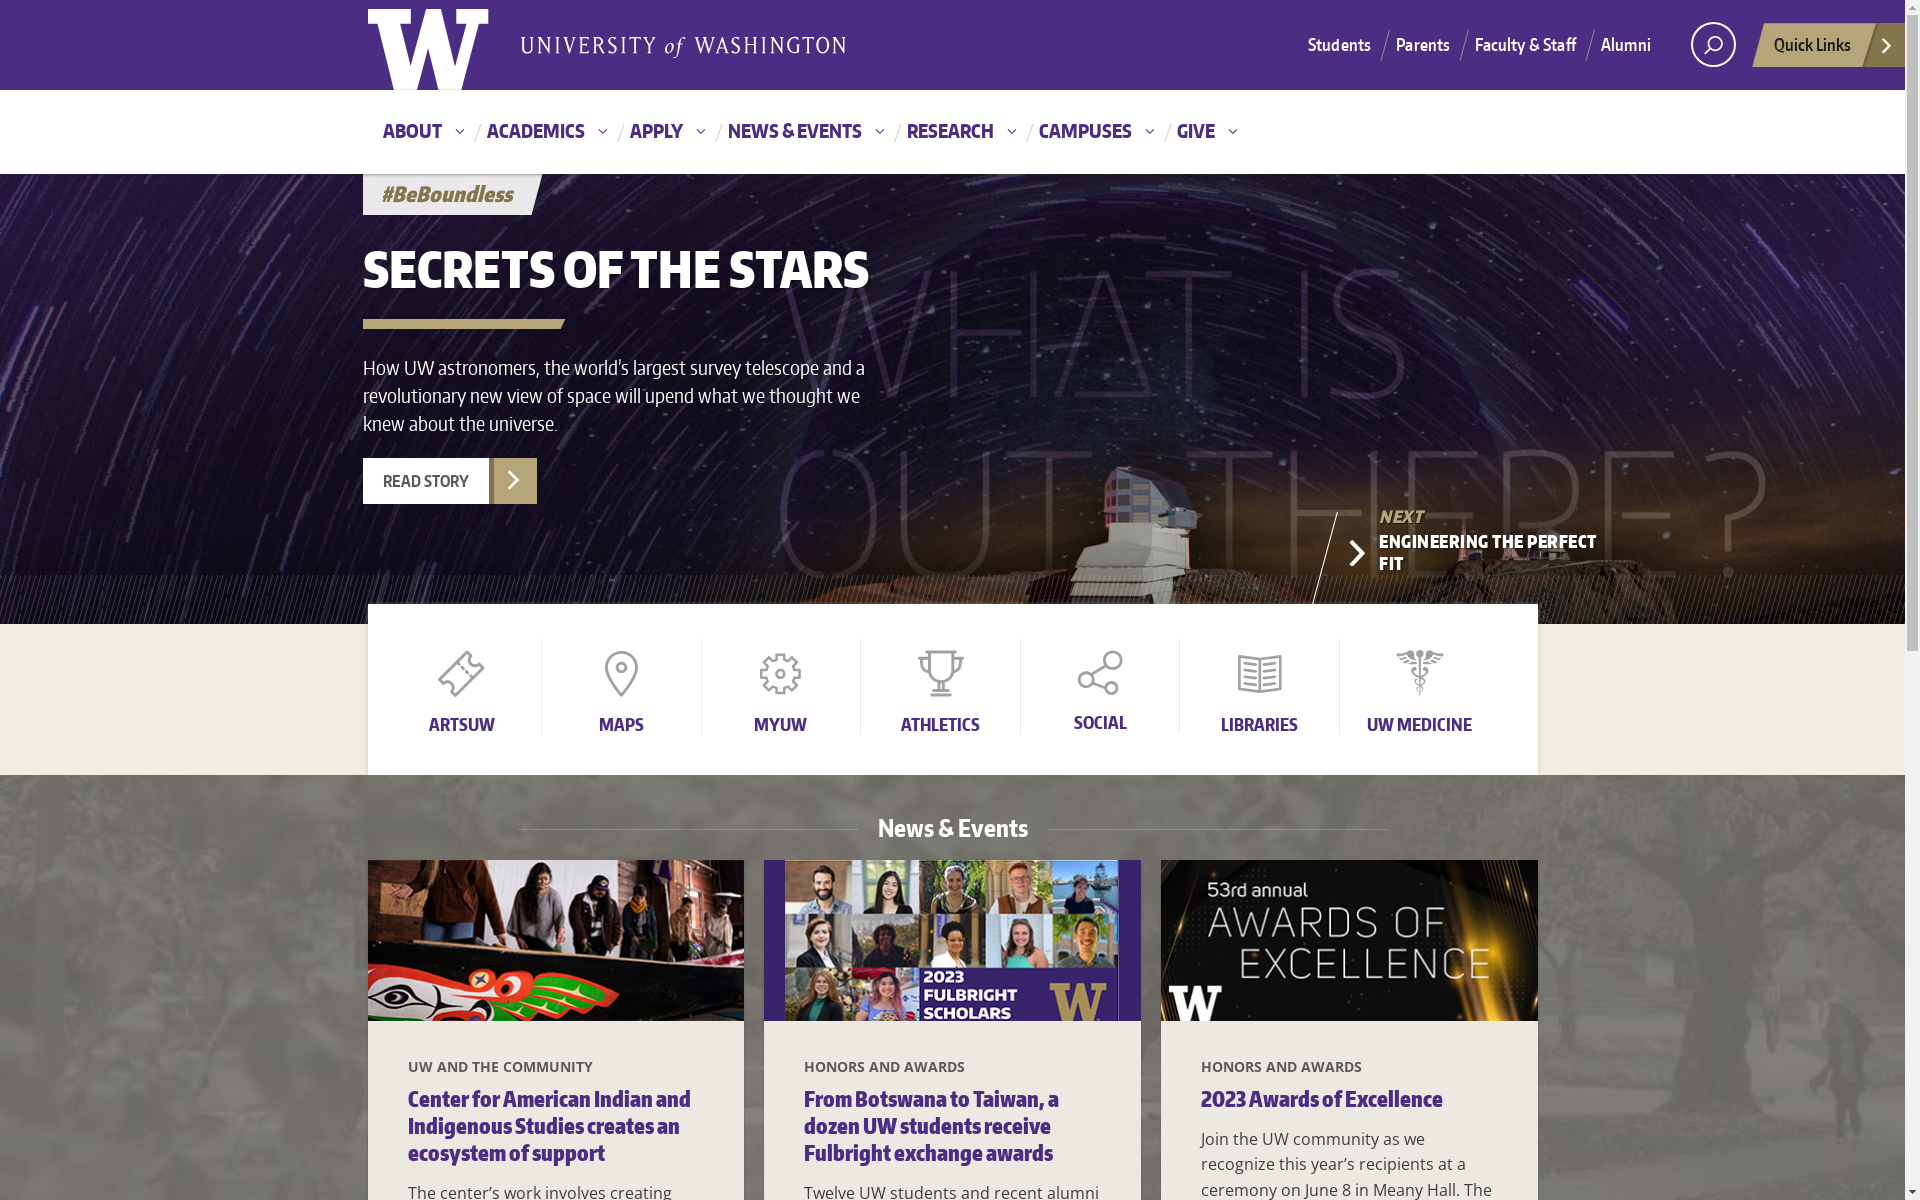 W UNIVERSITY of WASHINGTON
Students
Parents
Faculty & Staff
Alumni
Quick Links
ABOUT
ACADEMICS
APPLY
NEWS & EVENTS
RESEARCH
CAMPUSES
GIVE
#BeBoundless
SECRETS OF THE STARS
How UW astronomers, the world's largest survey telescope and a
revolutionary new view of space will upend what we thought we
knew about the universe.
READ STORY
WHAT IS
OUT THERE?
NEXT
ENGINEERING THE PERFECT
FIT
ARTSUW
MAPS
MYUW
ATHLETICS
SOCIAL
LIBRARIES
UW MEDICINE
News & Events
2023
FULBRIGHT
SCHOLARS
W
53rd annual
AWARDS OF
EXCELLENCE
W
UW AND THE COMMUNITY
Center for American Indian and
Indigenous Studies creates an
ecosystem of support
The center's work involves creating
HONORS AND AWARDS
From Botswana to Taiwan, a
dozen UW students receive
Fulbright exchange awards
Twelve UW students and recent alumni
HONORS AND AWARDS
2023 Awards of Excellence
Join the UW community as we
recognize this year's recipients at a
ceremony on June 8 in Meany Hall. The